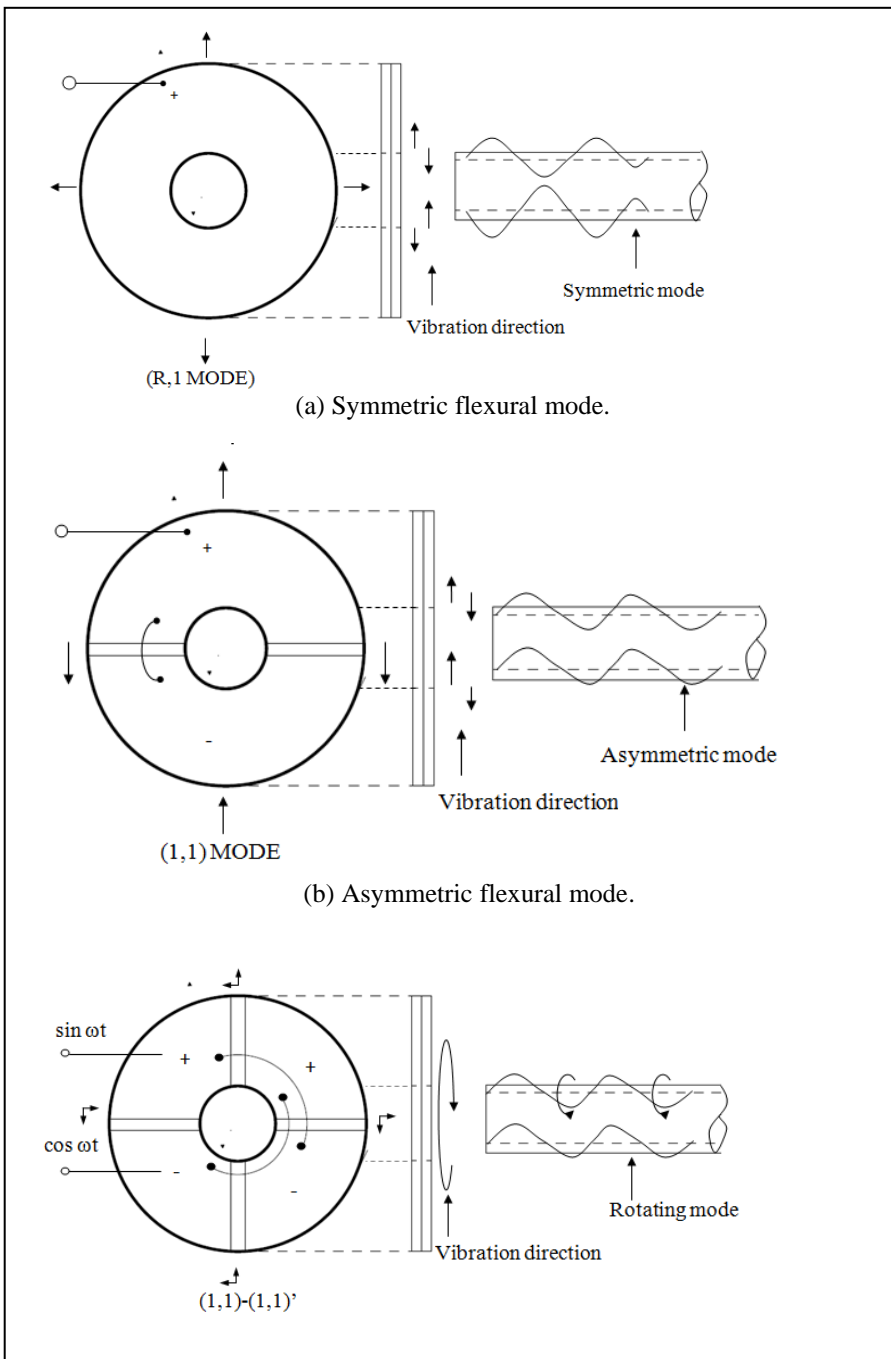 +
Symmetric mode
Vibration direction
(R,1 MODE)
(a) Symmetric flexural mode.
+
-
Asymmetric mode
Vibration direction
(1,1) MODE
(b) Asymmetric flexural mode.
sin ωt
+
+
cos ωt
-
-
Rotating mode
Vibration direction
(1,1)-(1,1)’